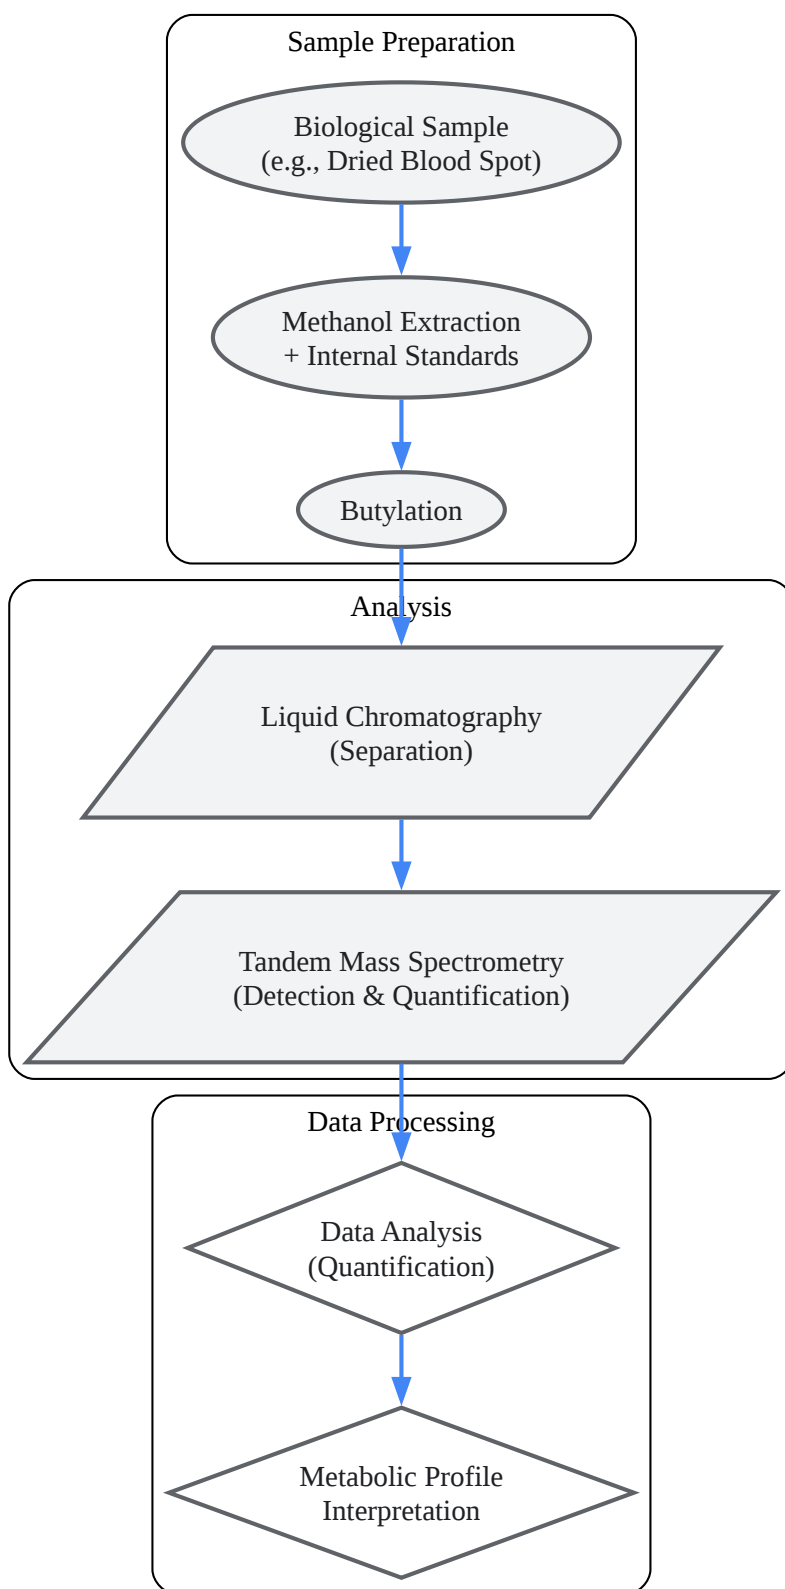 Sample Preparation
Biological Sample
(e.g., Dried Blood Spot)
Methanol Extraction
+ Internal Standards
Butylation
Analysis
Liquid Chromatography
(Separation)
Tandem Mass Spectrometry
(Detection & Quantification)
Data Processing
Data Analysis
(Quantification)
Metabolic Profile
Interpretation